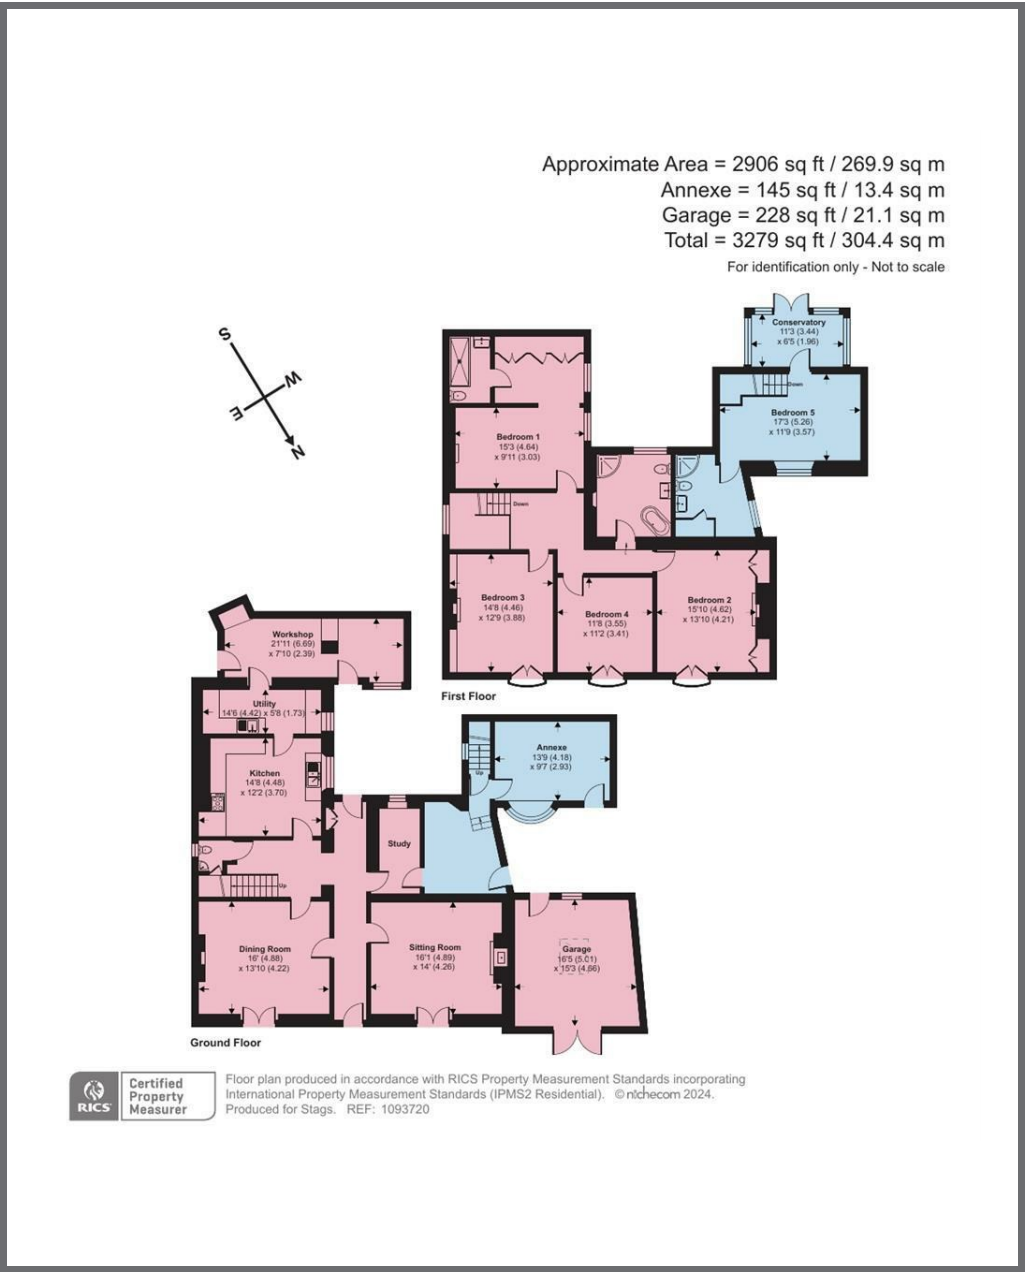 Approximate Area = 2906 sq ft / 269.9 sq m
Annexe = 145 sq ft / 13.4 sq m
Garage = 228 sq ft / 21.1 sq m
Total = 3279 sq ft / 304.4 sq m
For identification only - Not to scale
S
W
E
N
Conservatory
11'3 (3.44)
x 6'5 (1.96)
Down
Bedroom 5
17'3 (5.26)
x 11'9 (3.57)
Bedroom 1
15'3 (4.64)
x 9'11 (3.03)
Down
Bedroom 3
14'8 (4.46)
x 12'9 (3.88)
Bedroom 4
11'8 (3.55)
x 11'2 (3.41)
Bedroom 2
15'10 (4.62)
x 13'10 (4.21)
First Floor
Workshop
21'11 (6.69)
x 7'10 (2.39)
Utility
14'6 (4.42) x 5'8 (1.73)
Kitchen
14'8 (4.48)
x 12'2 (3.70)
Annexe
13'9 (4.18)
x 9'7 (2.93)
Up
Study
Up
Dining Room
16' (4.88)
x 13'10 (4.22)
Sitting Room
16'1 (4.89)
x 14' (4.26)
Garage
16'5 (5.01)
x 15'3 (4.66)
Ground Floor
RICS
Certified
Property
Measurer
Floor plan produced in accordance with RICS Property Measurement Standards incorporating
International Property Measurement Standards (IPMS2 Residential). © nichecom 2024.
Produced for Stags. REF: 1093720